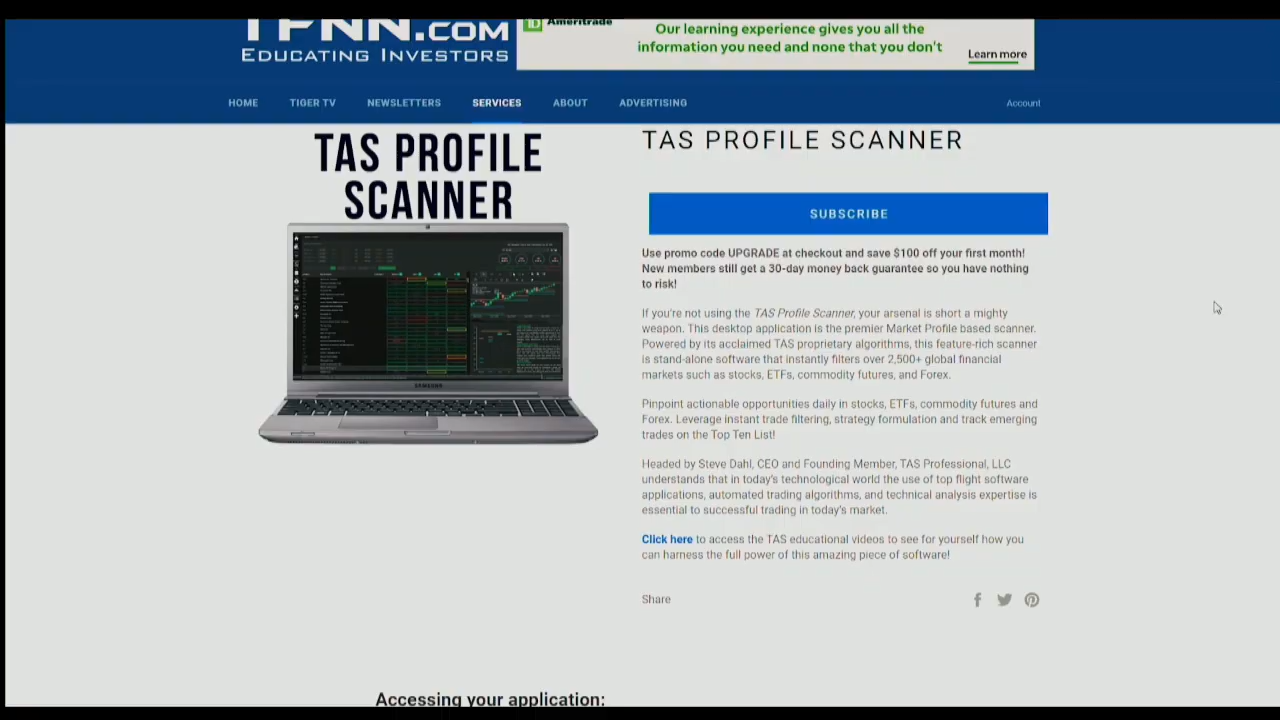 TFNN.COM
EDUCATING INVESTORS
Ameritrade
Our learning experience gives you all the
information you need and none that you don't
Learn more
HOME TIGER TV NEWSLETTERS SERVICES ABOUT ADVERTISING Account
TAS PROFILE
SCANNER
SAMSUNG
TAS PROFILE SCANNER
SUBSCRIBE
Use promo code UPGRADE at checkout and save $100 off your first month!
New members still get a 30-day money back guarantee so you have nothing
to risk!
If you're not using the TAS Profile Scanner, your arsenal is short a mighty
weapon. This desktop application is the premier Market Profile based scanner.
Powered by its acclaimed TAS proprietary algorithms, this feature-rich scanner
is stand-alone software that instantly filters over 2,500+ global financial
markets such as stocks, ETFs, commodity futures, and Forex.
Pinpoint actionable opportunities daily in stocks, ETFs, commodity futures and
Forex. Leverage instant trade filtering, strategy formulation and track emerging
trades on the Top Ten List!
Headed by Steve Dahl, CEO and Founding Member, TAS Professional, LLC
understands that in today's technological world the use of top flight software
applications, automated trading algorithms, and technical analysis expertise is
essential to successful trading in today's market.
Click here to access the TAS educational videos to see for yourself how you
can harness the full power of this amazing piece of software!
Share
Accessing your application: